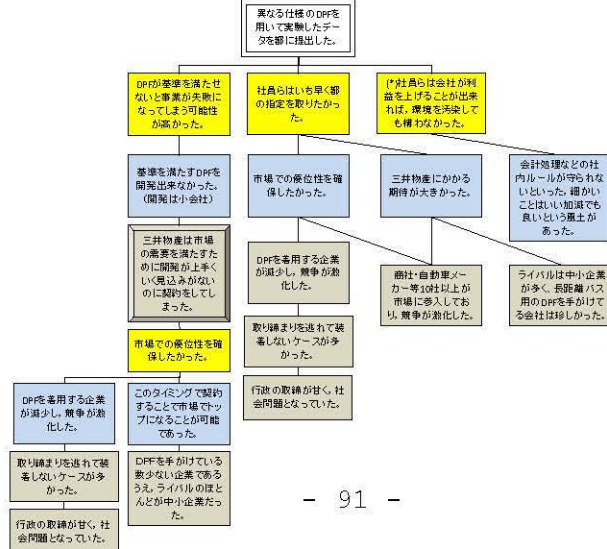 異なる仕様のDPFを
用いて実験したデー
タを都に提出した。
DPFが基準を満たせ
ないと事業が失敗に
なってしまう可能性
が高かった。
社員らはいち早く都
の指定を取りたかっ
た。
(*)社員らは会社が利
益を上げることが出来
れば，環境を汚染して
も構わなかった。
基準を満たすDPFを
開発出来なかった。
(開発は小会社)
市場での優位性を確
保したかった。
三井物産にかかる
期待が大きかった。
会計処理などの社
内ルールが守られな
いといった，細かい
ことはいい加減でも
良いという風土が
あった。
三井物産は市場
の需要を満たすた
めに開発が上手く
いく見込みがない
のに契約をしてし
まった。
DPFを着用する企業
が減少し，競争が激
化した。
商社・自動車メー
カー等10社以上が
市場に参入してお
り，競争が激化した。
ライバルは中小企業
が多く、長距離バス
用のDPFを手がけて
る会社は珍しかった。
市場での優位性を確
保したかった。
取り締まりを逃れて装
着しないケースが多
かった。
行政の取締が甘く，社
会問題となっていた。
DPFを着用する企業
が減少し，競争が激
化した。
このタイミングで契約
することで市場でトッ
プになることが可能
であった。
取り締まりを逃れて装
着しないケースが多
かった。
DPFを手がけている
数少ない企業である
うえ，ライバルのほと
んどが中小企業だっ
た。
行政の取締が甘く，社
会問題となっていた。
- 91 -